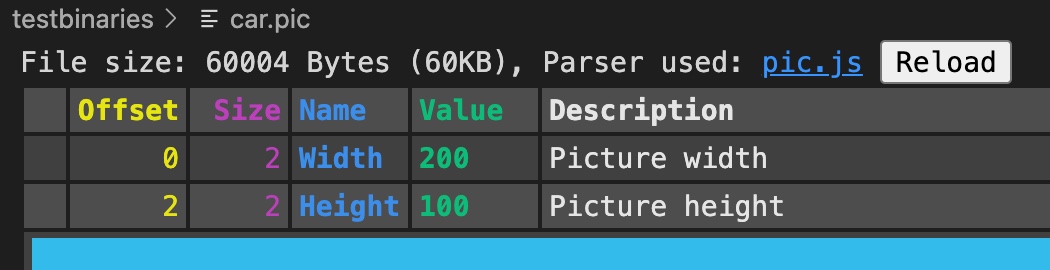 testbinaries > car.pic
File size: 60004 Bytes (60KB), Parser used: pic.js Reload
Offset Size Name Value Description
0 2 Width 200 Picture width
2 2 Height 100 Picture height